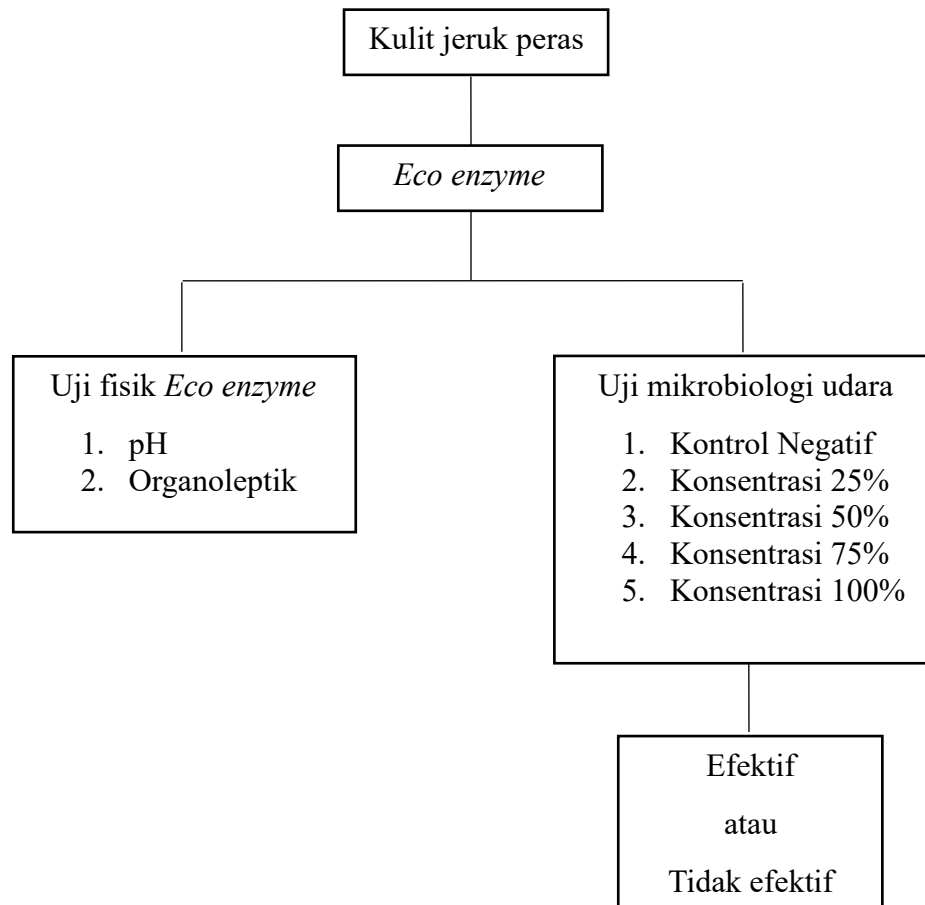 Kulit jeruk peras
Eco enzyme
Uji fisik Eco enzyme
1. pH
2. Organoleptik
Uji mikrobiologi udara
1. Kontrol Negatif
2. Konsentrasi 25%
3. Konsentrasi 50%
4. Konsentrasi 75%
5. Konsentrasi 100%
Efektif
atau
Tidak efektif